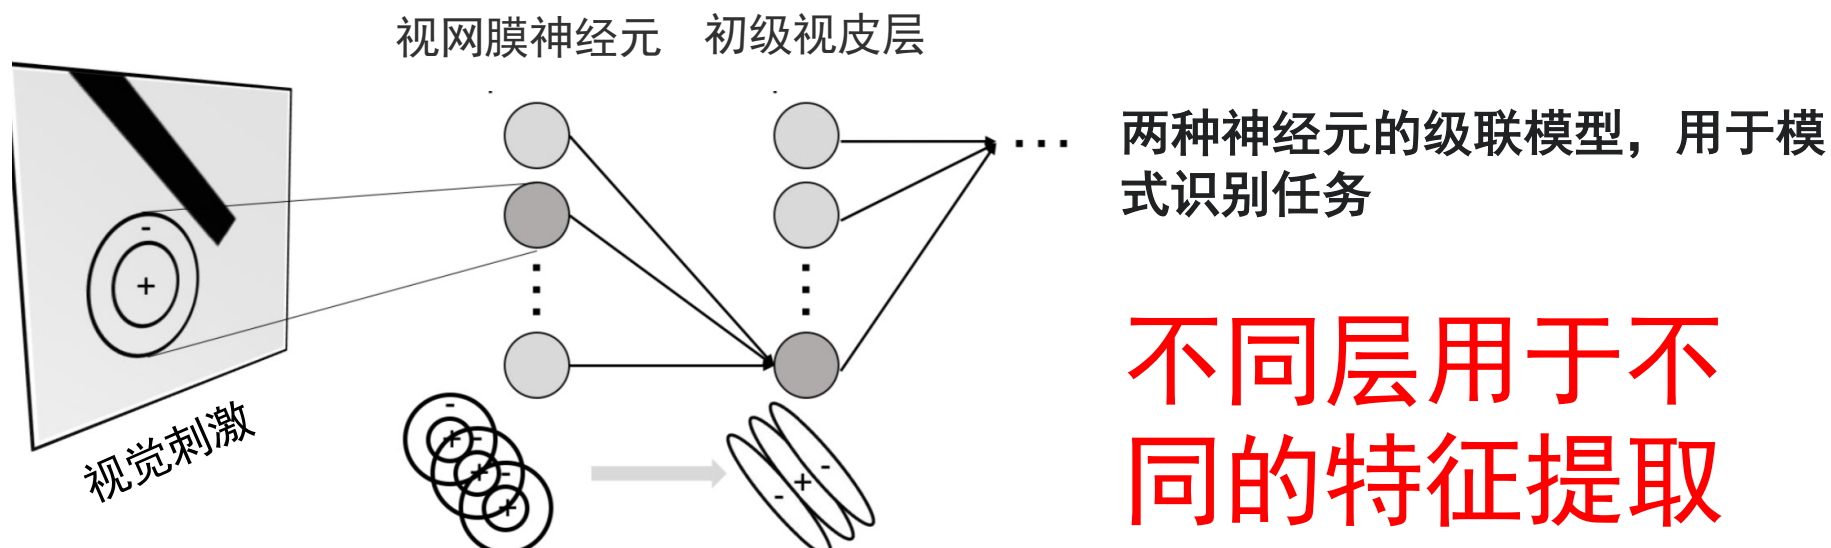 视网膜神经元
初级视皮层
视觉刺激
-
+
-
+
-
+
-
+
-
+
-
...
两种神经元的级联模型，用于模
式识别任务
不同层用于不
同的特征提取